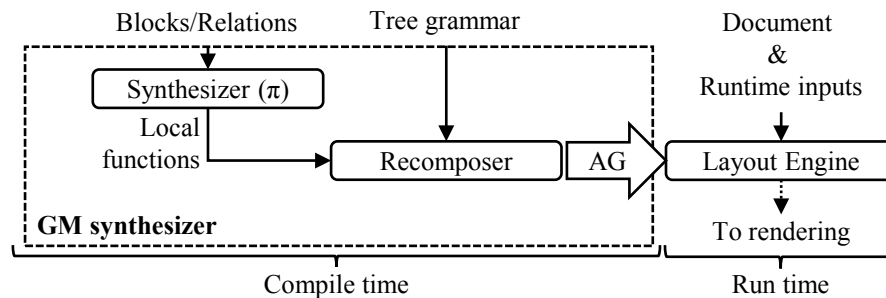 Blocks/Relations
Tree grammar
Document
&
Runtime inputs
Synthesizer (π)
Local
functions
Recomposer
AG
Layout Engine
GM synthesizer
To rendering
Compile time
Run time